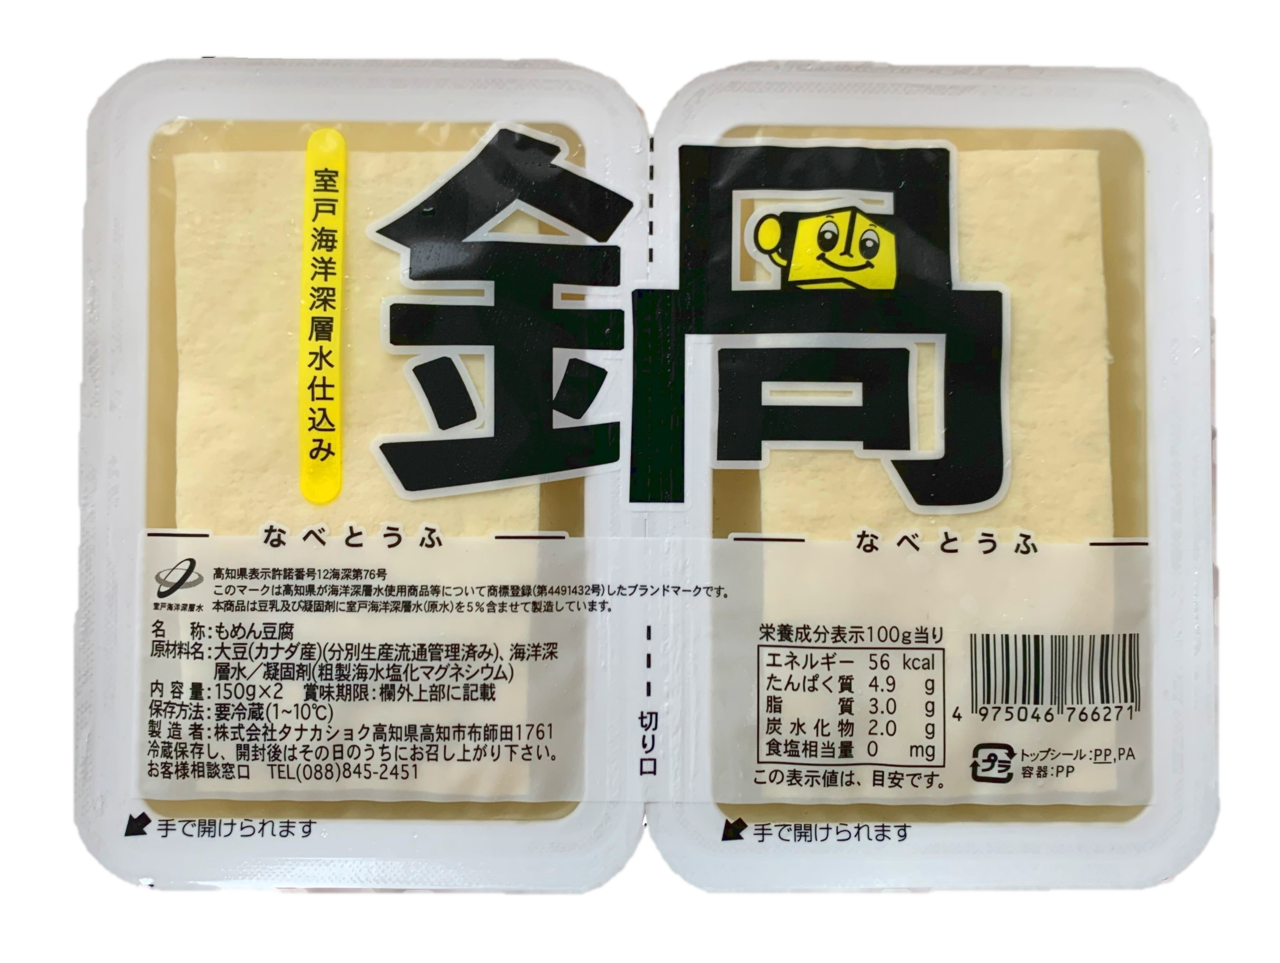 室戸海洋深層水仕込み
鍋
なべとうふ
なべとうふ
室戸海洋深層水
高知県表示許諾番号12海深第76号
このマークは高知県が海洋深層水使用商品等について商標登録(第4491432号)したブランドマークです。
本商品は豆乳及び凝固剤に室戸海洋深層水(原水)を5%含ませて製造しています。
名 称:もめん豆腐
原材料名:大豆(カナダ産)(分別生産流通管理済み)、海洋深
層水/凝固剤(粗製海水塩化マグネシウム)
内容量:150g×2 賞味期限:欄外上部に記載
保存方法:要冷蔵(1~10℃)
製造者:株式会社タナカショク高知県高知市布師田1761
冷蔵保存し、開封後はその日のうちにお召し上がり下さい。
お客様相談窓口 TEL(088)845-2451
手で開けられます
切り口
栄養成分表示100g当り
エネルギー 56 kcal
たんぱく質 4.9 g
脂質 3.0 g
炭水化物 2.0 g
食塩相当量 0 mg
この表示値は、目安です。
4 975046 766271
プラ
トップシール:PP,PA
容器:PP
手で開けられます